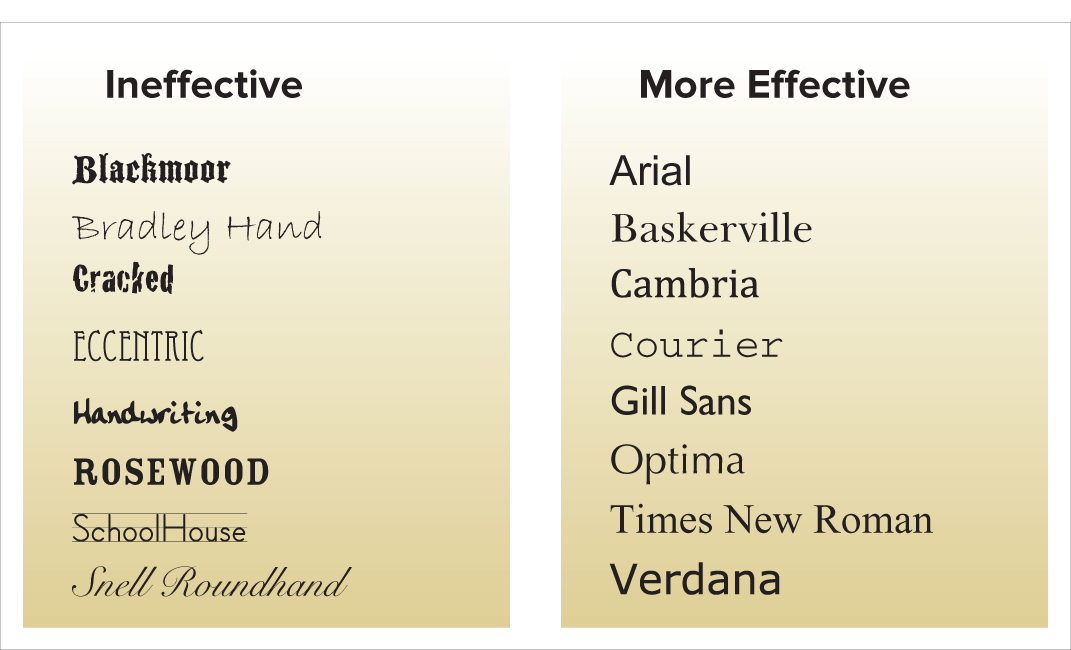 Ineffective
Blackmoor
Bradley Hand
Cracked
ECCENTRIC
Handwriting
ROSEWOOD
SchoolHouse
Snell Roundhand
More Effective
Arial
Baskerville
Cambria
Courier
Gill Sans
Optima
Times New Roman
Verdana